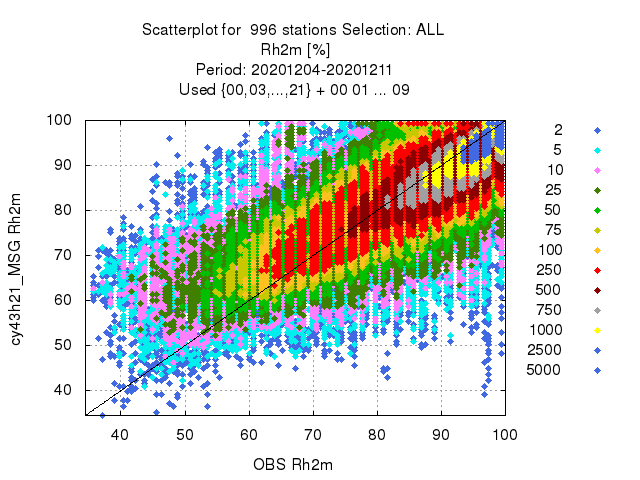 Scatterplot for 996 stations Selection: ALL
Rh2m [%]
Period: 20201204-20201211
Used {00,03,...,21} + 00 01 ... 09
100
90
80
70
60
50
40
cy43h21_MSG Rh2m
40 50 60 70 80 90 100
OBS Rh2m
2
5
10
25
50
75
100
250
500
750
1000
2500
5000